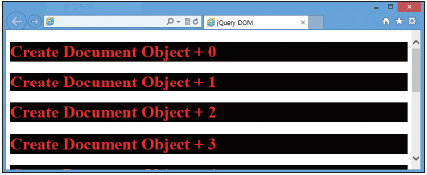 jQuery DOM
Create Document Object + 0
Create Document Object + 1
Create Document Object + 2
Create Document Object + 3